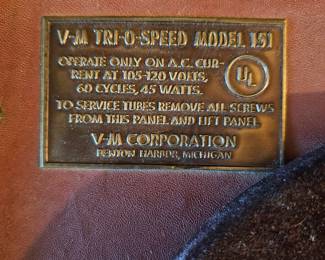 V-M TRI-O-SPEED MODEL 151
OPERATE ONLY ON A.C. CUR-
RENT AT 105-120 VOLTS,
60 CYCLES, 45 WATTS.
UL
TO SERVICE TUBES REMOVE ALL SCREWS
FROM THIS PANEL AND LIFT PANEL
V-M CORPORATION
BENTON HARBOR, MICHIGAN